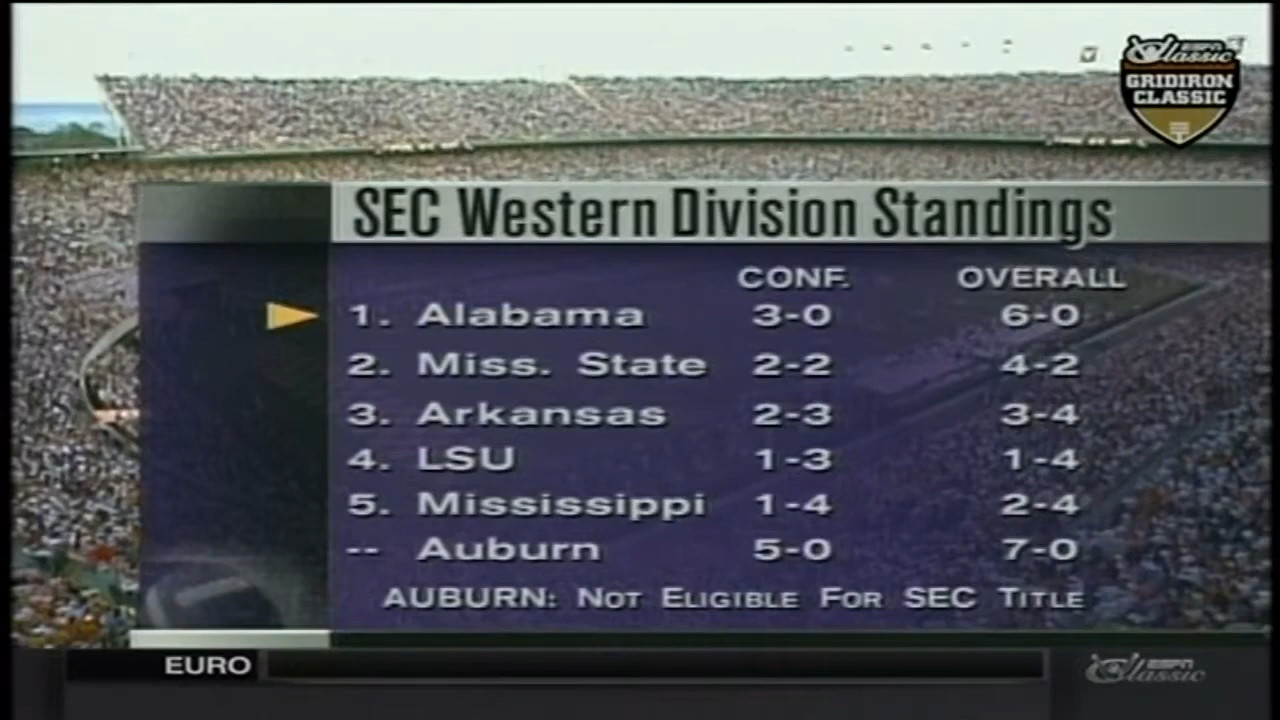 ESPN
Classic
GRIDIRON
CLASSIC
SEC Western Division Standings
CONF. OVERALL
1. Alabama 3-0 6-0
2. Miss. State 2-2 4-2
3. Arkansas 2-3 3-4
4. LSU 1-3 1-4
5. Mississippi 1-4 2-4
-- Auburn 5-0 7-0
AUBURN: NOT ELIGIBLE FOR SEC TITLE
EURO
ESPN
Classic